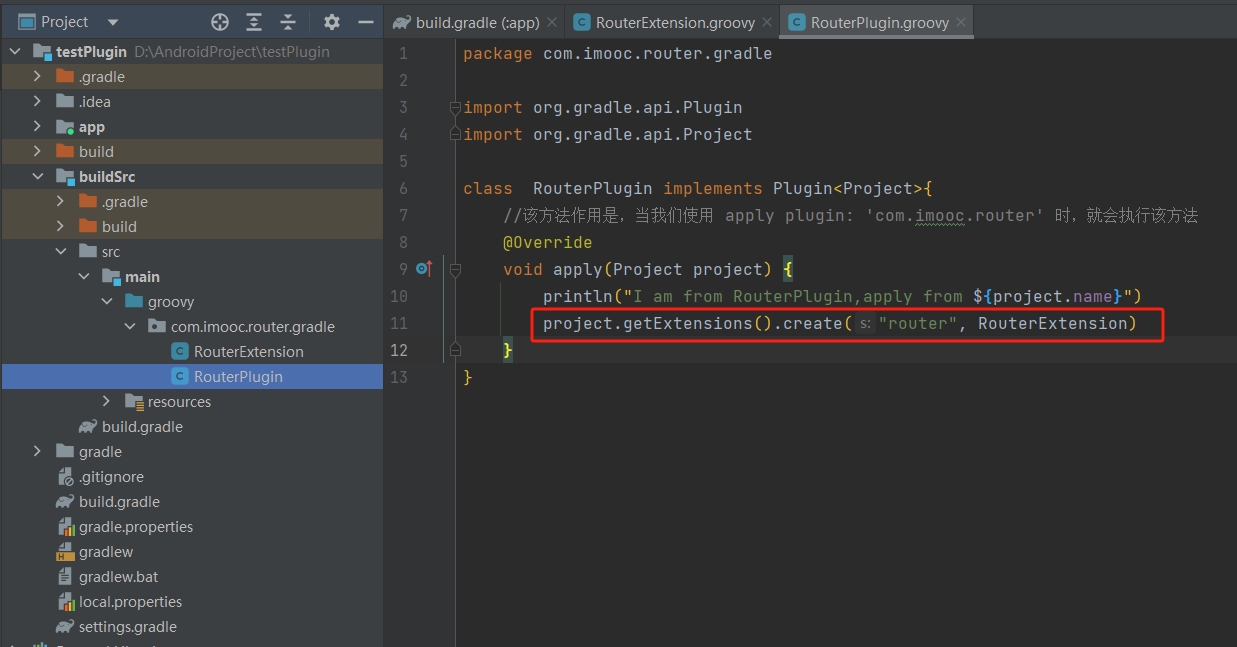 Project
build.gradle (:app)
RouterExtension.groovy
RouterPlugin.groovy
testPlugin D:\AndroidProject\testPlugin
.gradle
.idea
app
build
buildSrc
.gradle
build
src
main
groovy
com.imooc.router.gradle
RouterExtension
RouterPlugin
resources
build.gradle
gradle
.gitignore
build.gradle
gradle.properties
gradlew
gradlew.bat
local.properties
settings.gradle
1 package com.imooc.router.gradle
2
3 import org.gradle.api.Plugin
4 import org.gradle.api.Project
5
6 class  RouterPlugin implements Plugin<Project>{
7 //该方法作用是，当我们使用 apply plugin: 'com.imooc.router' 时，就会执行该方法
8 @Override
9 void apply(Project project) {
10 println("I am from RouterPlugin,apply from ${project.name}")
11 project.getExtensions().create( s: "router", RouterExtension)
12 }
13 }